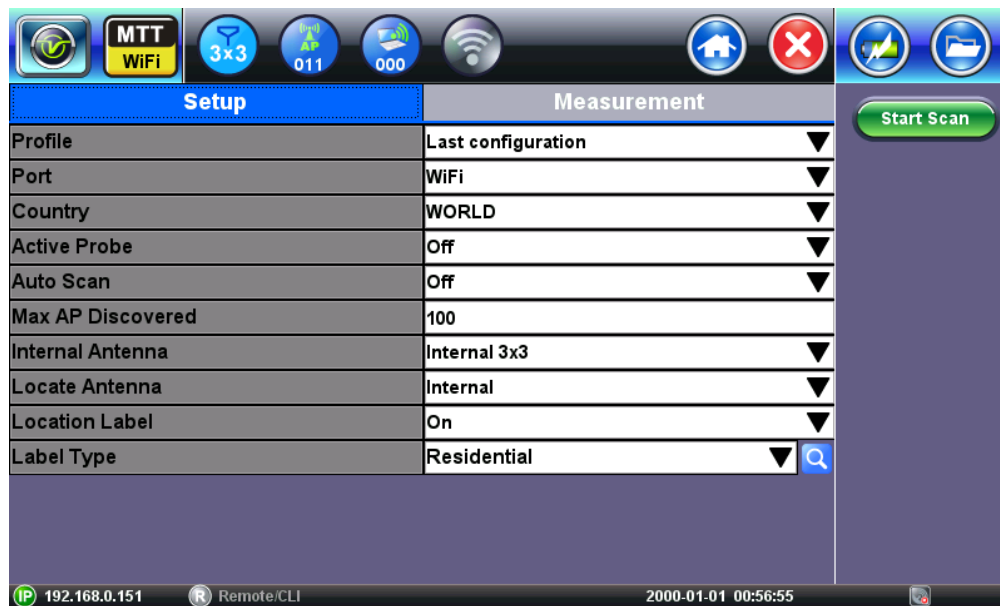 MTT
WiFi
3×3
AP
011
000
Setup
Measurement
Start Scan
Profile
Last configuration
Port
WiFi
Country
WORLD
Active Probe
Off
Auto Scan
Off
Max AP Discovered
100
Internal Antenna
Internal 3x3
Locate Antenna
Internal
Location Label
On
Label Type
Residential
IP 192.168.0.151
R Remote/CLI
2000-01-01 00:56:55